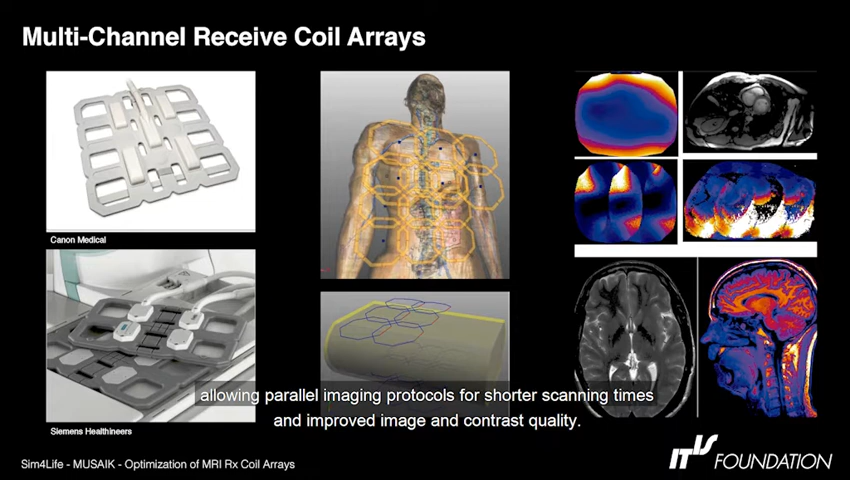 Multi-Channel Receive Coil Arrays
Canon Medical
Siemens Healthineers
allowing parallel imaging protocols for shorter scanning times
and improved image and contrast quality.
Sim4Life - MUSAIK - Optimization of MRI Rx Coil Arrays
IT'IS FOUNDATION